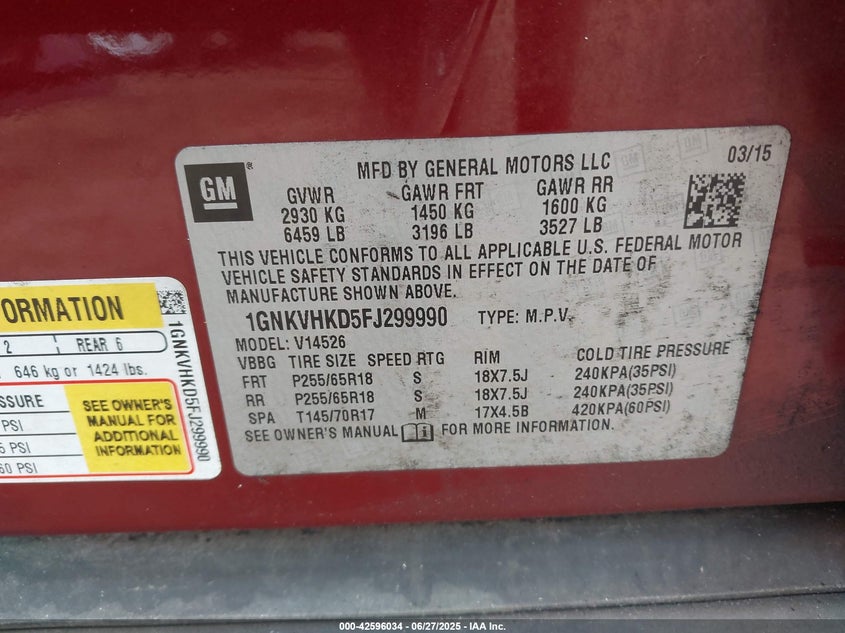 GM
®
MFD BY GENERAL MOTORS LLC
03/15
GVWR GAWR FRT GAWR RR
2930 KG 1450 KG 1600 KG
6459 LB 3196 LB 3527 LB
THIS VEHICLE CONFORMS TO ALL APPLICABLE U.S. FEDERAL MOTOR
VEHICLE SAFETY STANDARDS IN EFFECT ON THE DATE OF
MANUFACTURE SHOWN ABOVE.
1GNKVHKD5FJ299990 TYPE: M.P.V.
MODEL: V14526
VBBG TIRE SIZE SPEED RTG RIM COLD TIRE PRESSURE
FRT P255/65R18 S 18X7.5J 240KPA(35PSI)
RR P255/65R18 S 18X7.5J 240KPA(35PSI)
SPA T145/70R17 M 17X4.5B 420KPA(60PSI)
SEE OWNER'S MANUAL FOR MORE INFORMATION.
ORMATION
2 REAR 6
646 kg or 1424 lbs.
SSURE
PSI
5 PSI
60 PSI
SEE OWNER'S
MANUAL FOR
ADDITIONAL
INFORMATION
1GNKVHKD5FJ299990
000-42596034 / 06/27/2025 - IAA Inc.